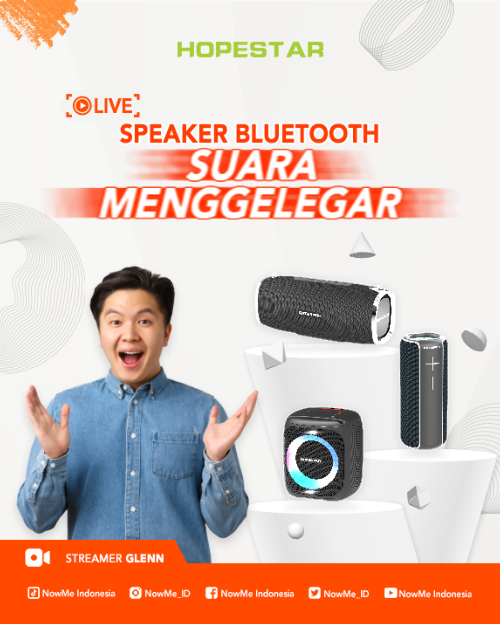 HOPESTAR
LIVE
SPEAKER BLUETOOTH
SUARA
MENGGELEGAR
STREAMER GLENN
NowMe Indonesia NowMe_ID NowMe Indonesia NowMe_ID NowMe Indonesia